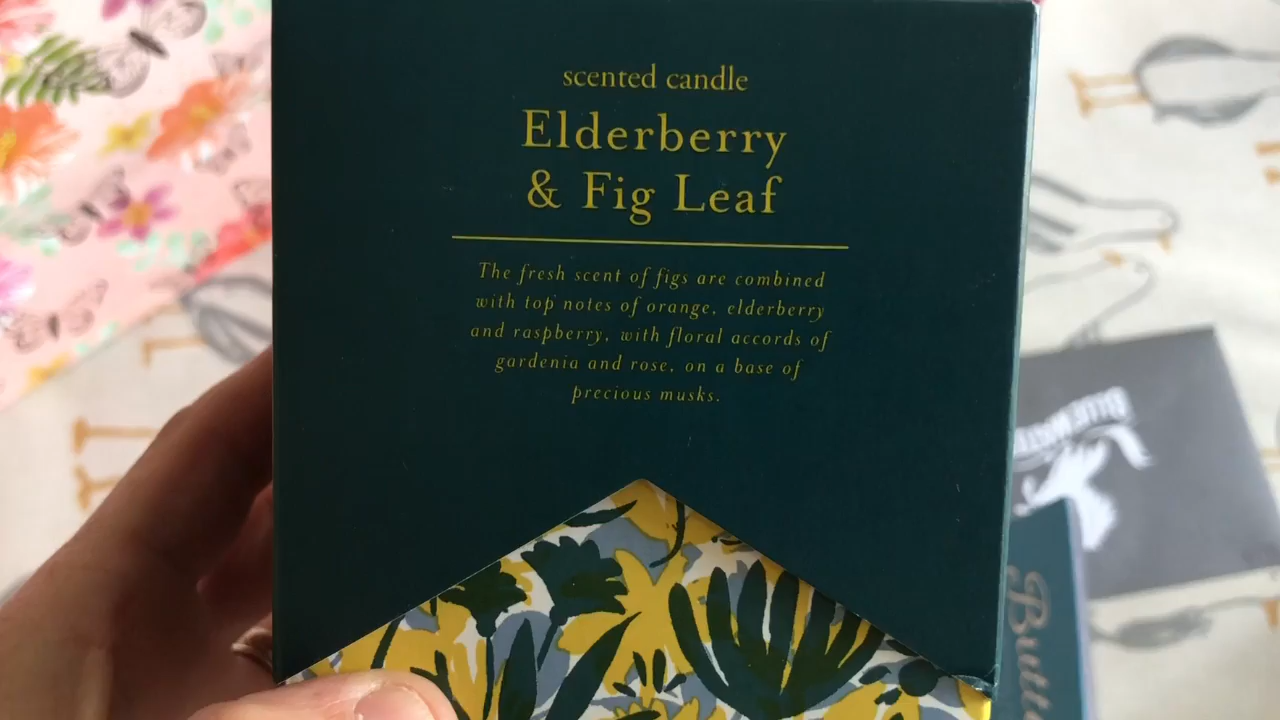 scented candle
Elderberry
& Fig Leaf
The fresh scent of figs are combined
with top notes of orange, elderberry
and raspberry, with floral accords of
gardenia and rose, on a base of
precious musks.